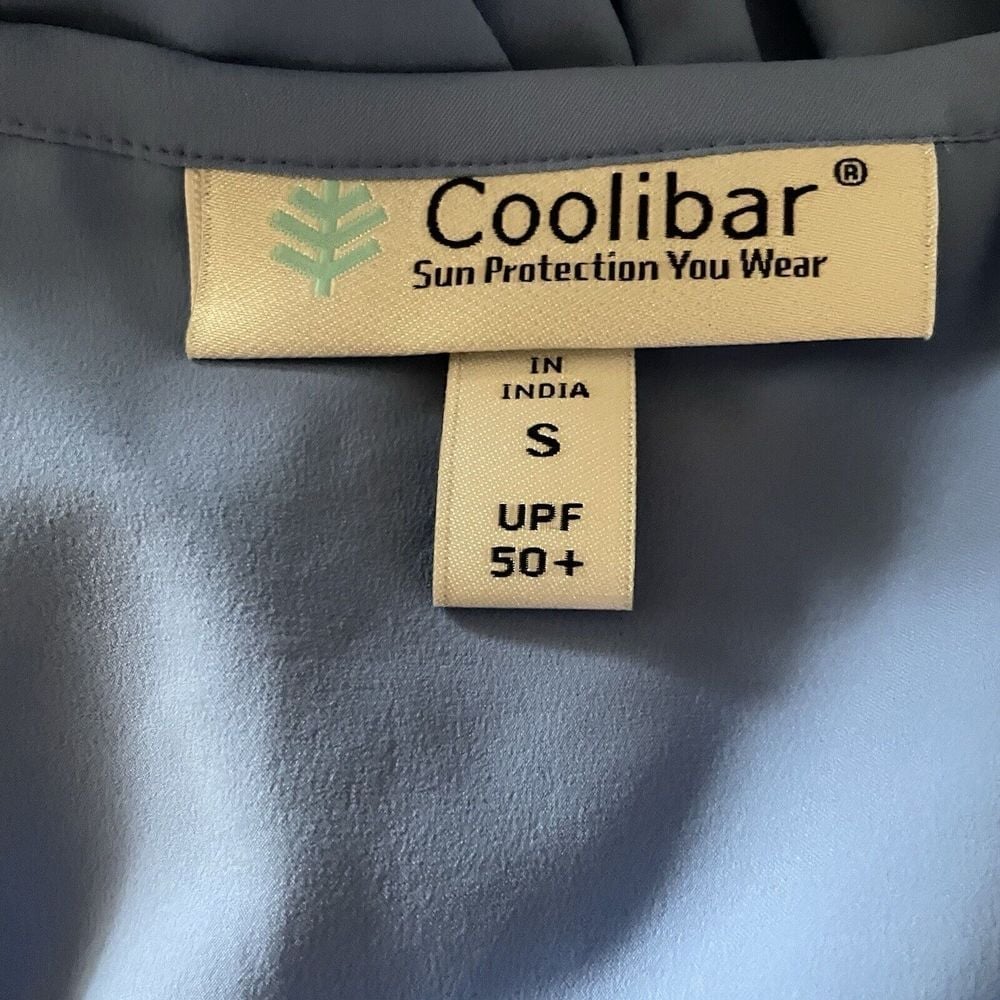 Coolibar®
Sun Protection You Wear
IN
INDIA
S
UPF
50+